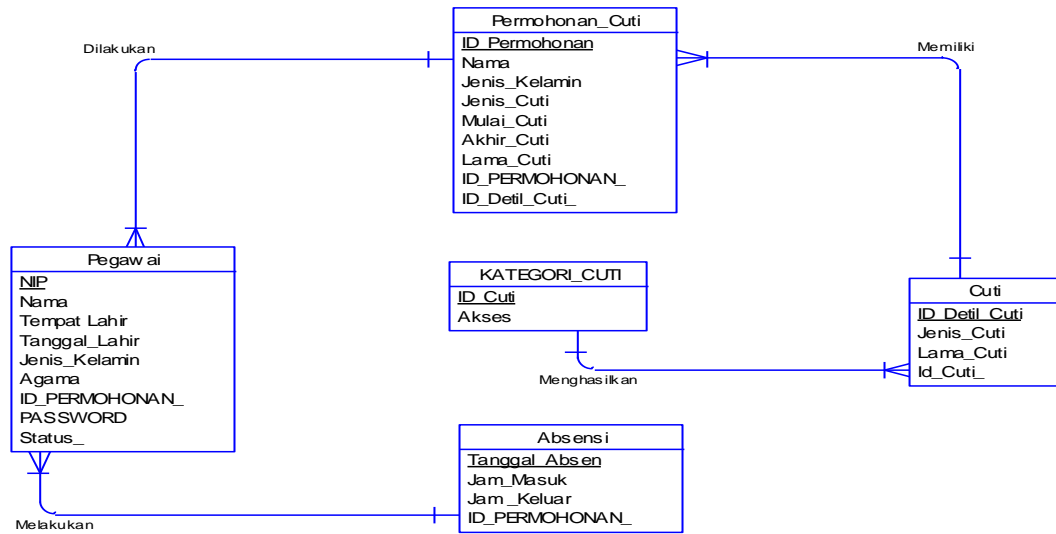 Permohonan_Cuti
ID_Permohonan
Nama
Jenis_Kelamin
Jenis_Cuti
Mulai_Cuti
Akhir_Cuti
Lama_Cuti
ID_PERMOHONAN_
ID_Detil_Cuti_
Dilakukan
Memiliki
Pegawai
NIP
Nama
Tempat Lahir
Tanggal_Lahir
Jenis_Kelamin
Agama
ID_PERMOHONAN_
PASSWORD
Status_
KATEGORI_CUTI
ID_Cuti
Akses
Cuti
ID_Detil_Cuti
Jenis_Cuti
Lama_Cuti
Id_Cuti_
Menghasilkan
Absensi
Tanggal_Absen
Jam_Masuk
Jam _Keluar
ID_PERMOHONAN_
Melakukan